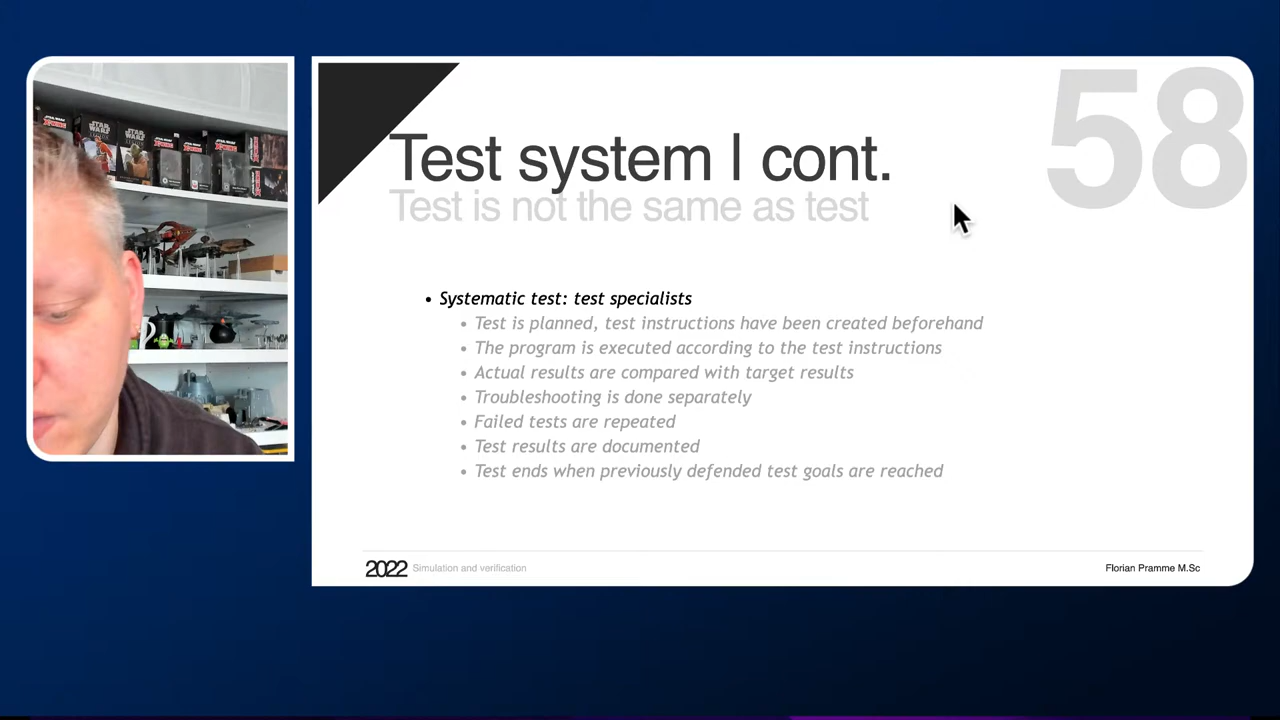 58
Test system I cont.
Test is not the same as test
• Systematic test: test specialists
• Test is planned, test instructions have been created beforehand
• The program is executed according to the test instructions
• Actual results are compared with target results
• Troubleshooting is done separately
• Failed tests are repeated
• Test results are documented
• Test ends when previously defended test goals are reached
2022 Simulation and verification
Florian Pramme M.Sc
STAR WARS
X-WING